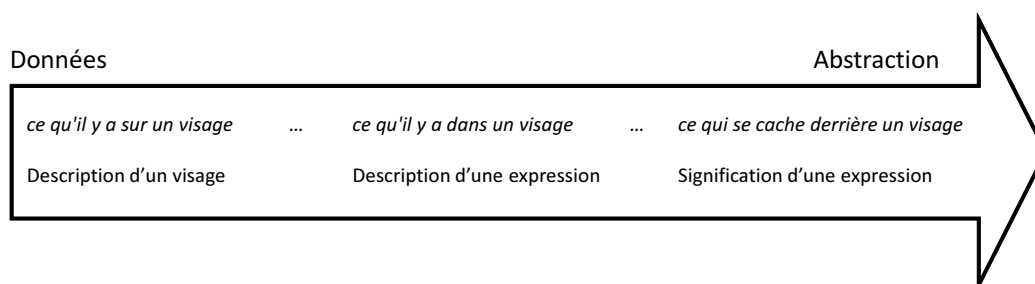 Données Abstraction
ce qu'il y a sur un visage ... ce qu'il y a dans un visage ... ce qui se cache derrière un visage
Description d’un visage Description d’une expression Signification d’une expression